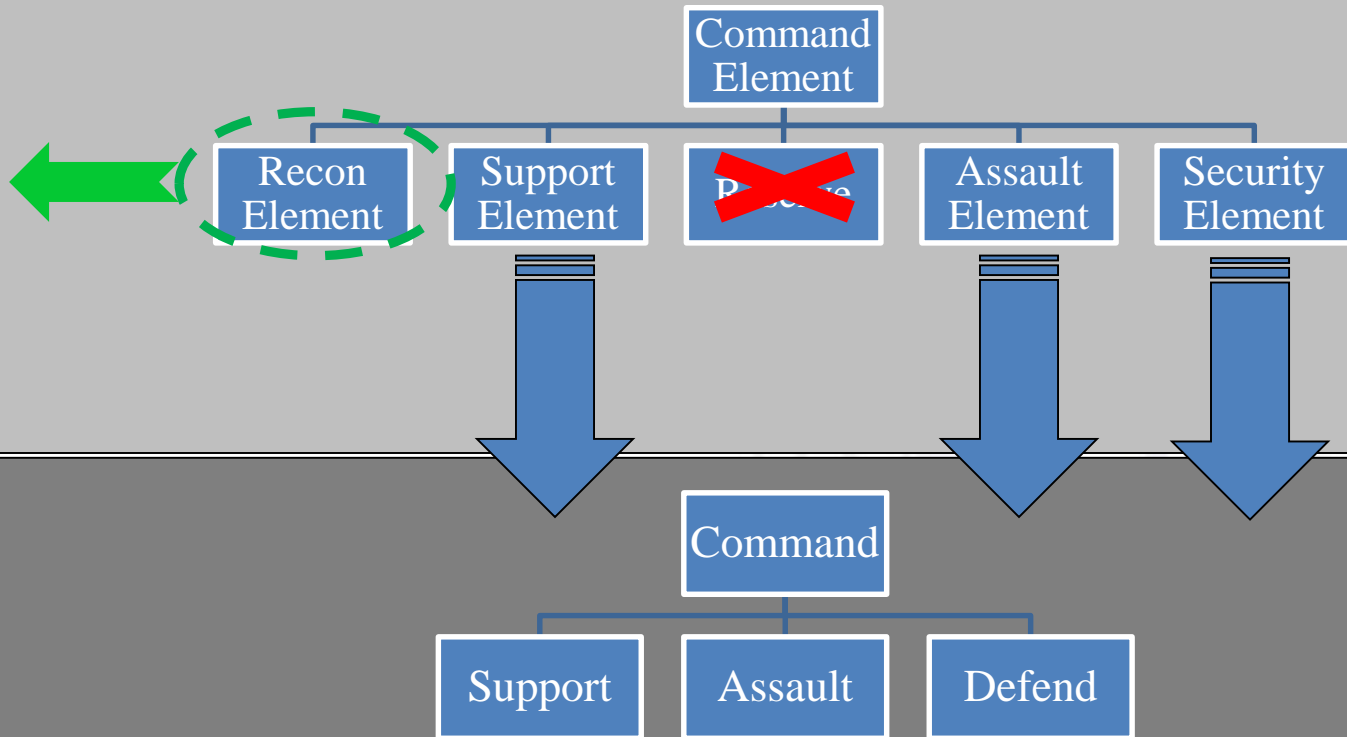 Command
Element
Recon
Element
Support
Element
Assault
Element
Security
Element
Command
Support
Assault
Defend